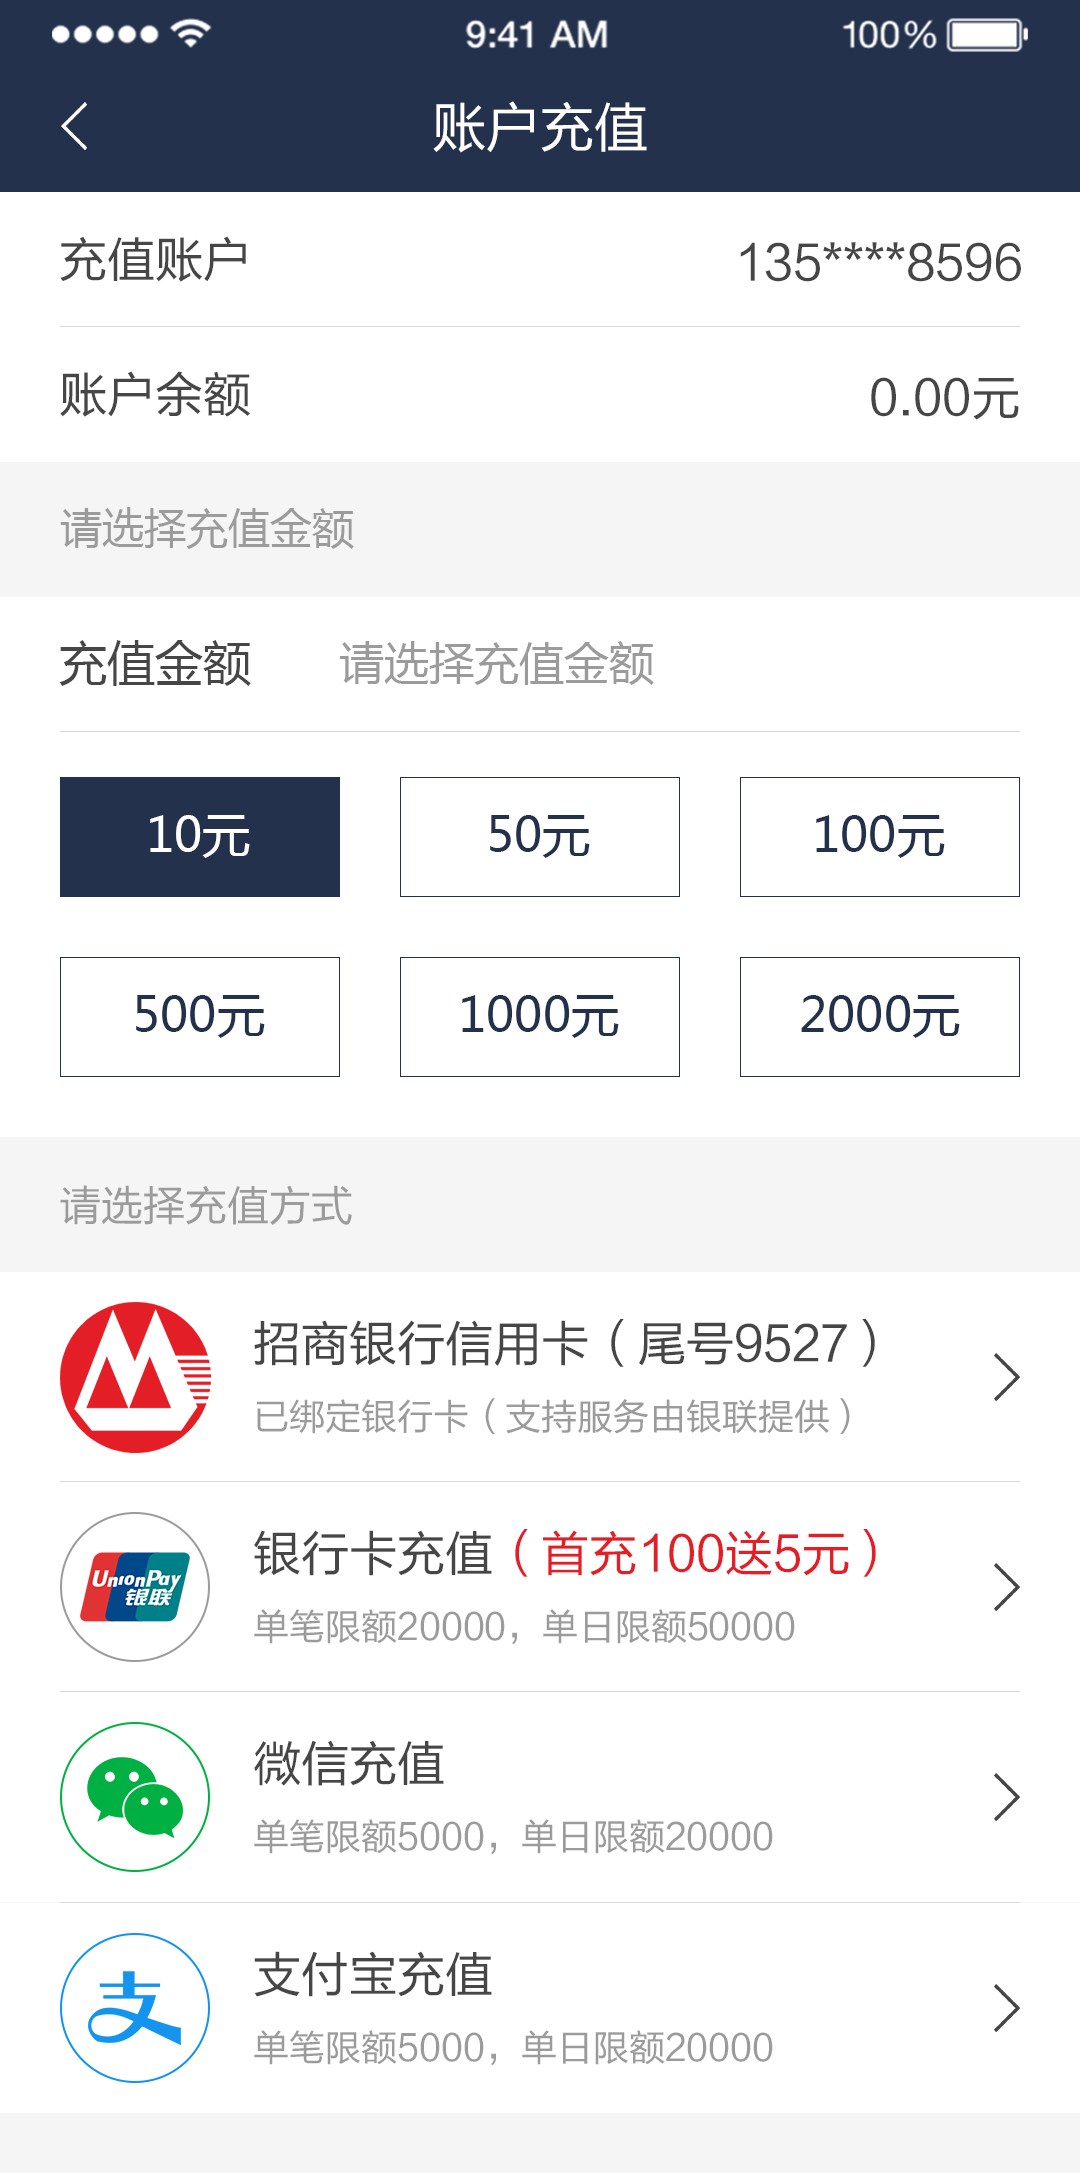 9:41 AM 100%
账户充值
充值账户 135****8596
账户余额 0.00元
请选择充值金额
充值金额 请选择充值金额
10元 50元 100元
500元 1000元 2000元
请选择充值方式
招商银行信用卡（尾号9527）
已绑定银行卡（支持服务由银联提供）
银行卡充值（首充100送5元）
UnionPay
银联
单笔限额20000，单日限额50000
微信充值
单笔限额5000，单日限额20000
支
支付宝充值
单笔限额5000，单日限额20000